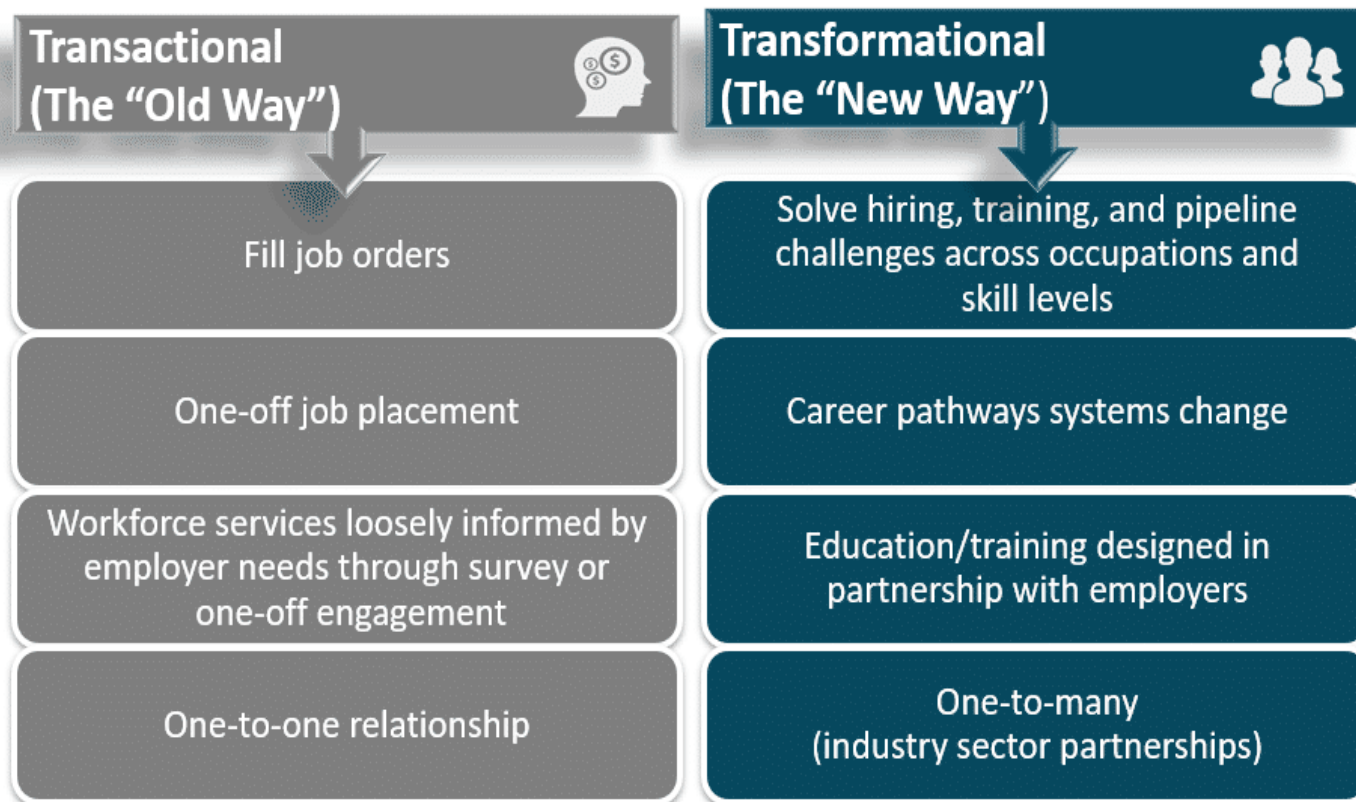 Transactional
(The “Old Way”)
Transformational
(The “New Way”)
Fill job orders
Solve hiring, training, and pipeline
challenges across occupations and
skill levels
One-off job placement
Career pathways systems change
Workforce services loosely informed by
employer needs through survey or
one-off engagement
Education/training designed in
partnership with employers
One-to-one relationship
One-to-many
(industry sector partnerships)